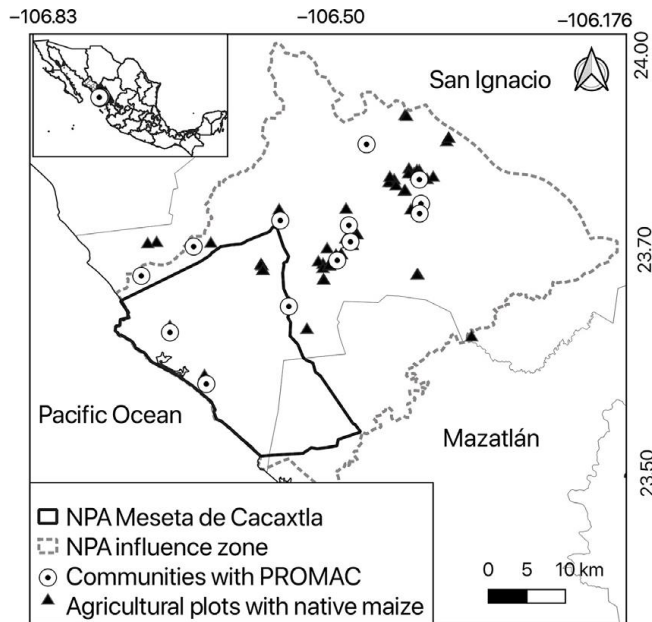 −106.83 −106.50 −106.176
24.00
San Ignacio
23.70
Pacific Ocean
Mazatlán
23.50
NPA Meseta de Cacaxtla
NPA influence zone
Communities with PROMAC
Agricultural plots with native maize
0 5 10 km